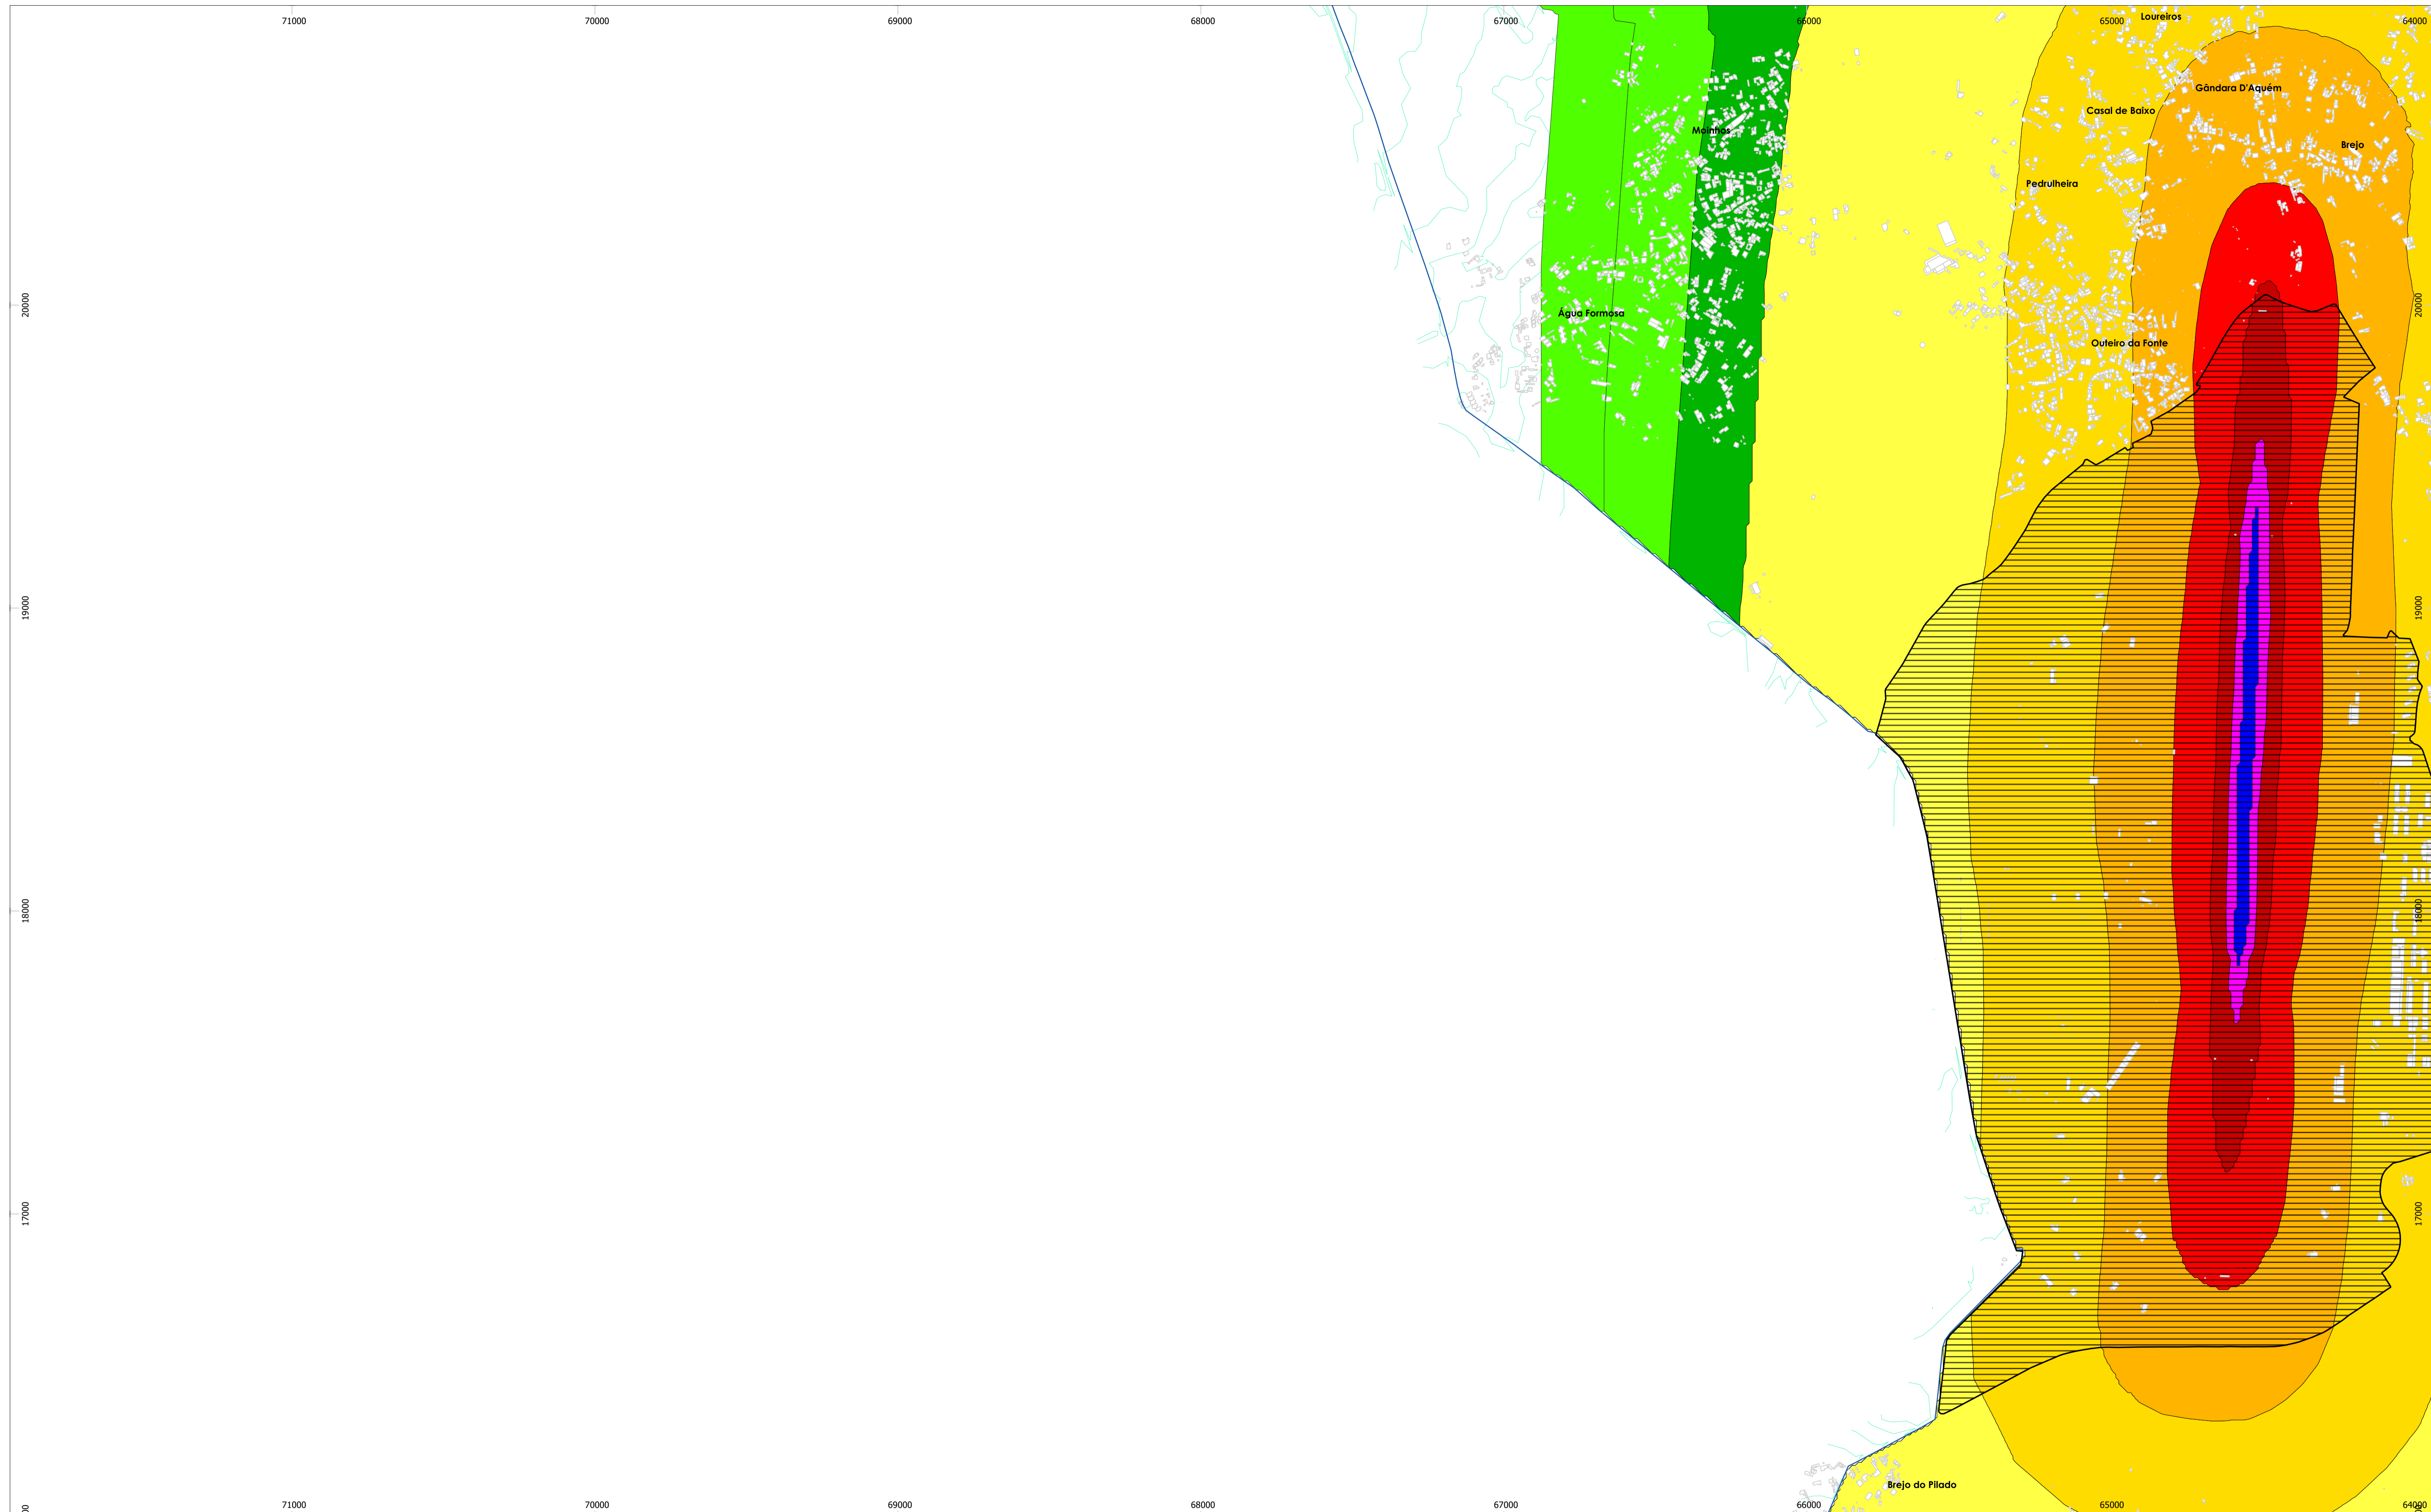 71000 70000 69000 68000 67000 66000 65000 64000
Loureiros
Gândara D'Aquém
Casal de Baixo
Moinhos
Brejo
Pedrulheira
20000 20000
Água Formosa
Outeiro da Fonte
19000 19000
18000 18000
17000 17000
Brejo do Pilado
71000 70000 69000 68000 67000 66000 65000 64000